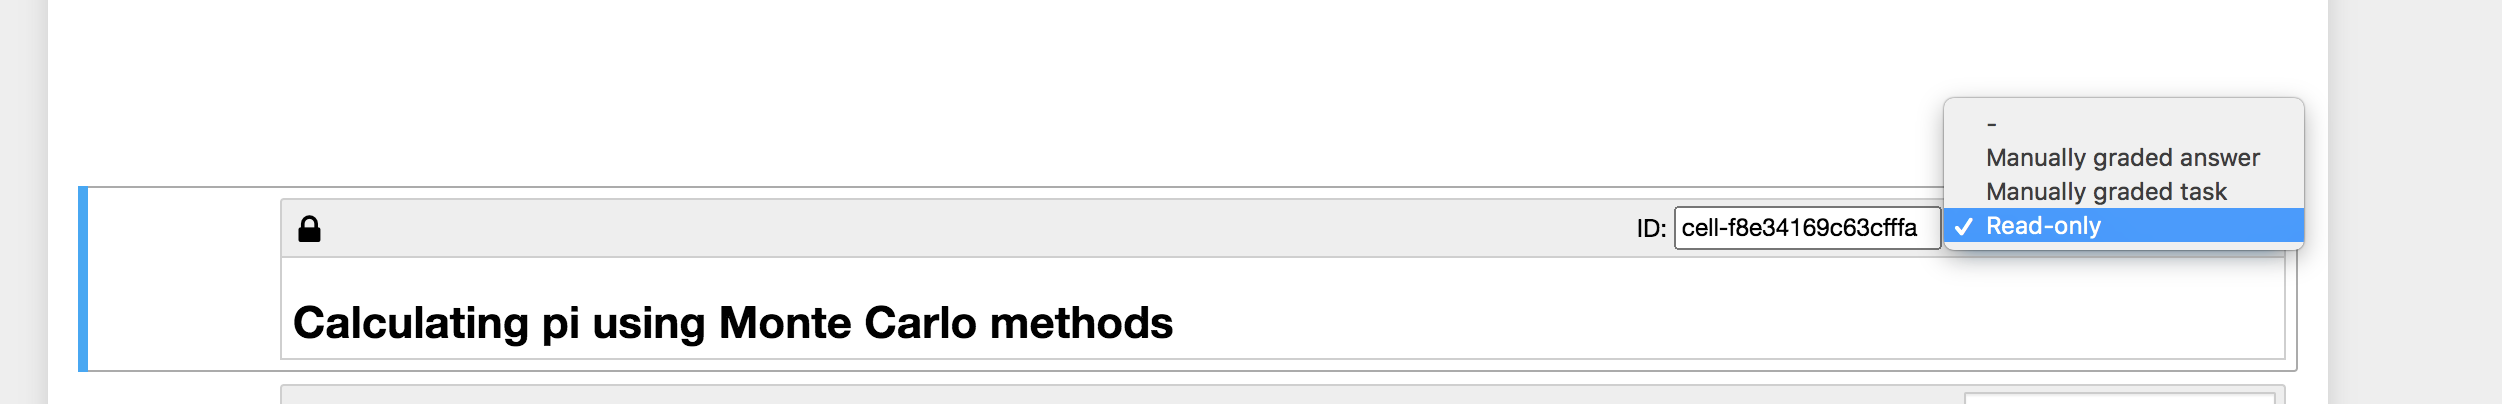 -
Manually graded answer
Manually graded task
ID: cell-f8e34169c63cfffa ✓ Read-only
Calculating pi using Monte Carlo methods